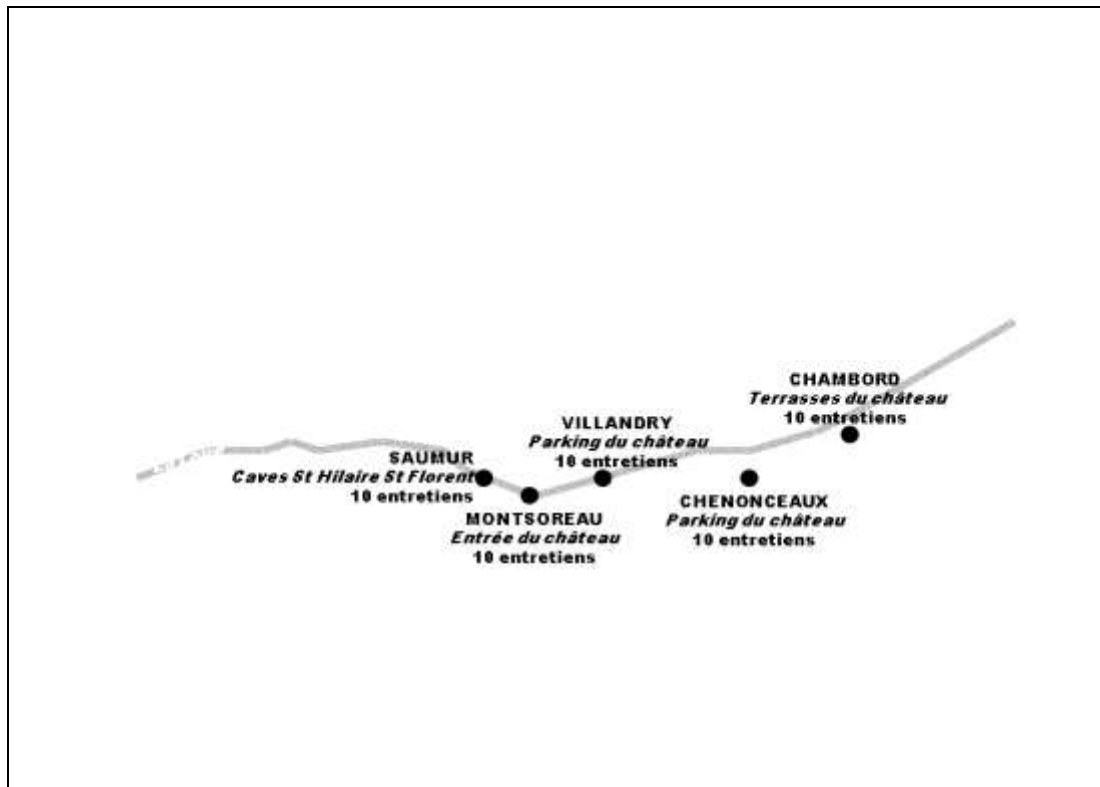 CHAMBORD
Terrasses du château
10 entretiens
VILLANDRY
Parking du château
10 entretiens
SAUMUR
Caves St Hilaire St Florent
10 entretiens
MONTSOREAU
Entrée du château
10 entretiens
CHENONCEAUX
Parking du château
10 entretiens